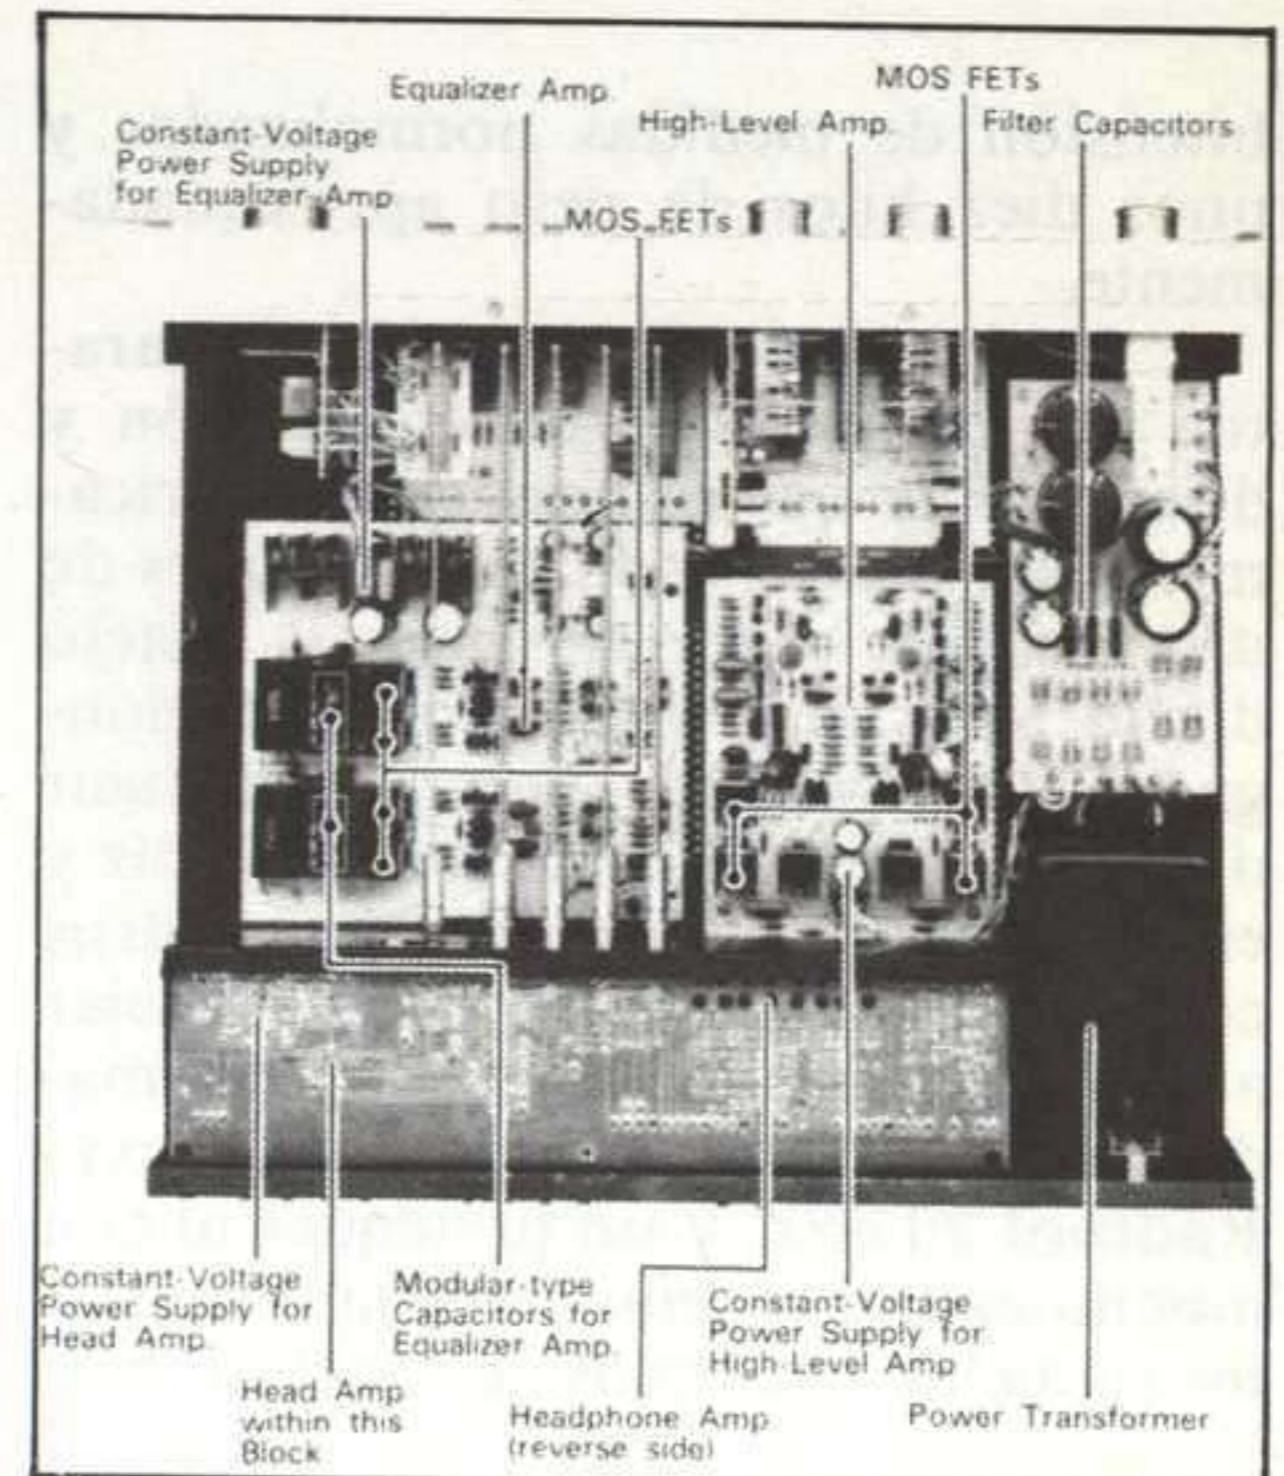 Equalizer Amp.
MOS FETs
Constant-Voltage
Power Supply
for Equalizer Amp.
High-Level Amp.
Filter Capacitors
MOS FETs
Constant-Voltage
Power Supply for
Head Amp.
Modular-type
Capacitors for
Equalizer Amp.
Constant-Voltage
Power Supply for
High-Level Amp
Head Amp
within this
Block
Headphone Amp
(reverse side)
Power Transformer